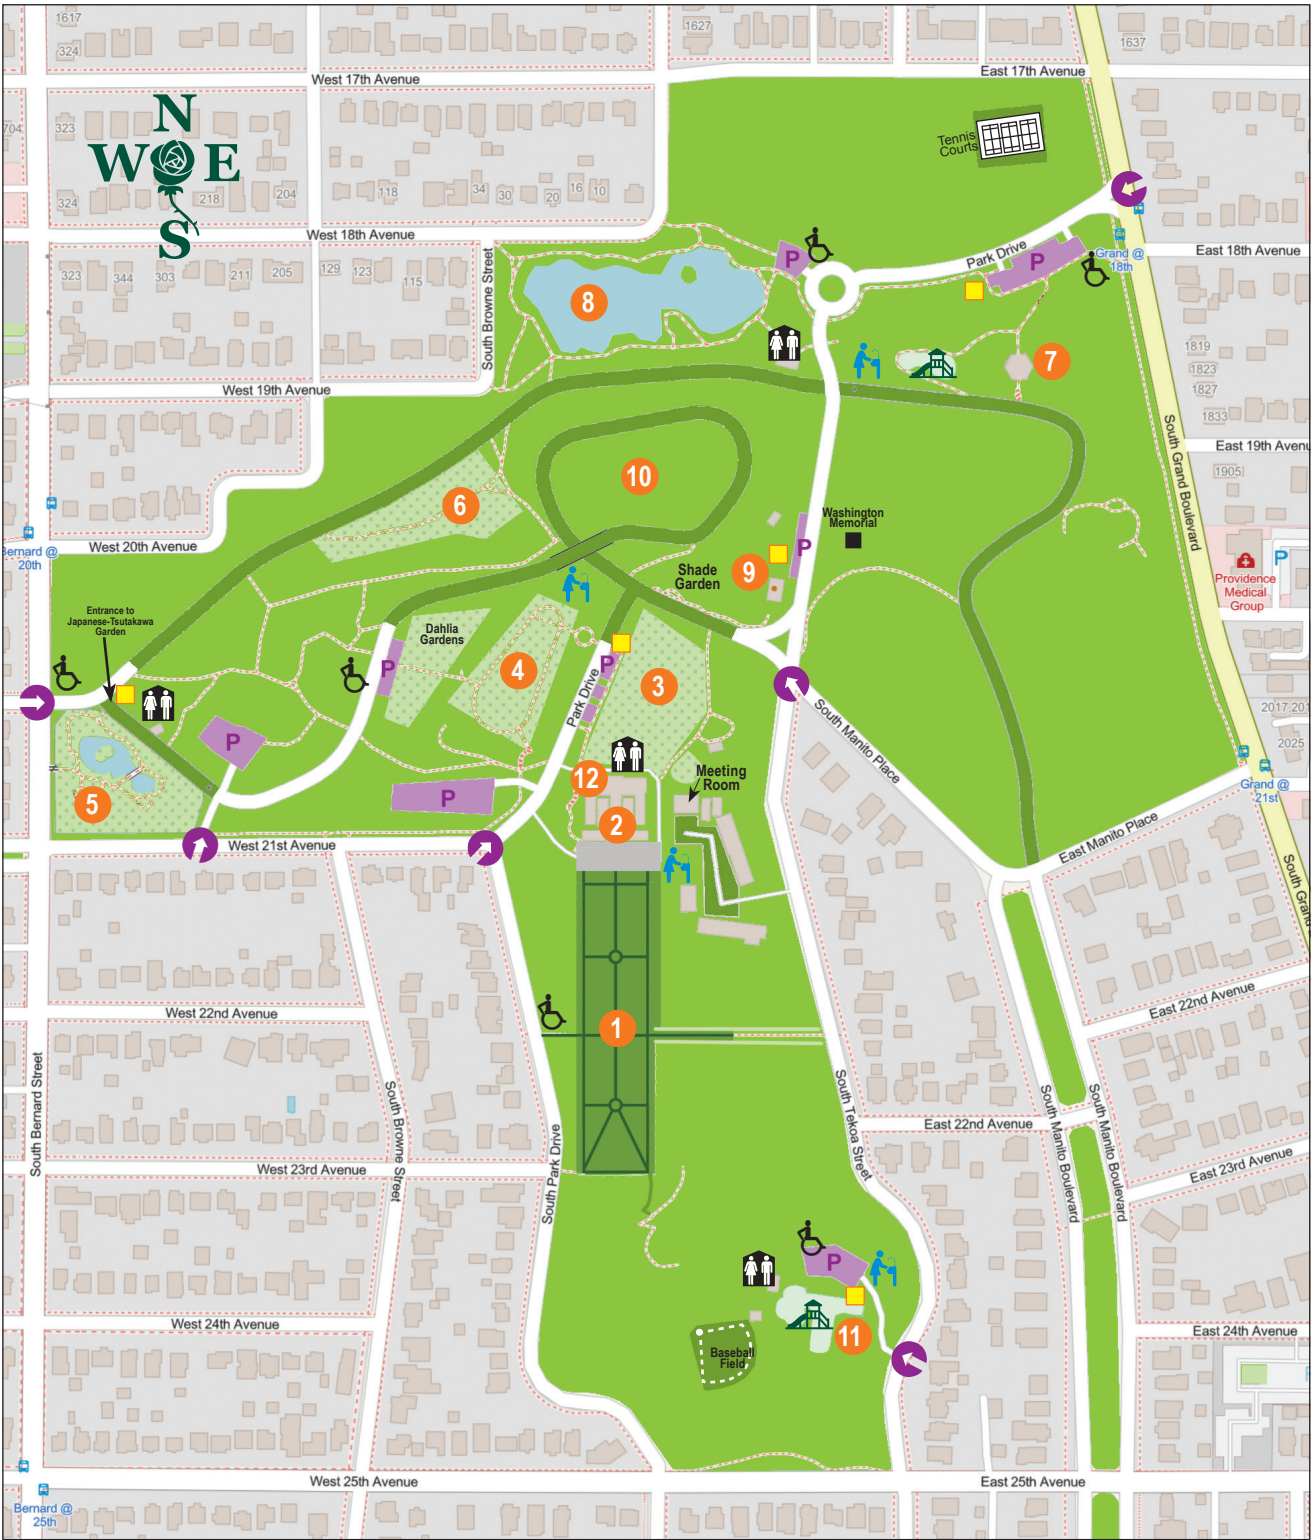 1617
324
1627
1637
West 17th Avenue
East 17th Avenue
N
W E
S
704
323
324
218
204
118
34
30
20
16
10
Tennis
Courts
West 18th Avenue
East 18th Avenue
Park Drive
P
P
Grand @
18th
323
344
303
211
205
129
123
115
South Browne Street
8
7
1819
1823
1827
1833
West 19th Avenue
East 19th Avenu
1905
South Grand Boulevard
10
6
Washington
Memorial
P
Bernard @
20th
West 20th Avenue
Shade
Garden
9
P
Providence
Medical
Group
Entrance to
Japanese-Tsutakawa
Garden
Dahlia
Gardens
P
4
P
3
Park Drive
South Manito Place
2017
201
2025
P
5
P
12
2
Meeting
Room
Grand @
21st
West 21st Avenue
East Manito Place
South Grand
West 22nd Avenue
East 22nd Avenue
1
South Bernard Street
South Browne Street
South Park Drive
South Tekoa Street
East 22nd Avenue
South Manito Boulevard
South Manito Boulevard
West 23rd Avenue
East 23rd Avenue
P
11
West 24th Avenue
East 24th Avenue
Baseball
Field
West 25th Avenue
East 25th Avenue
Bernard @
25th